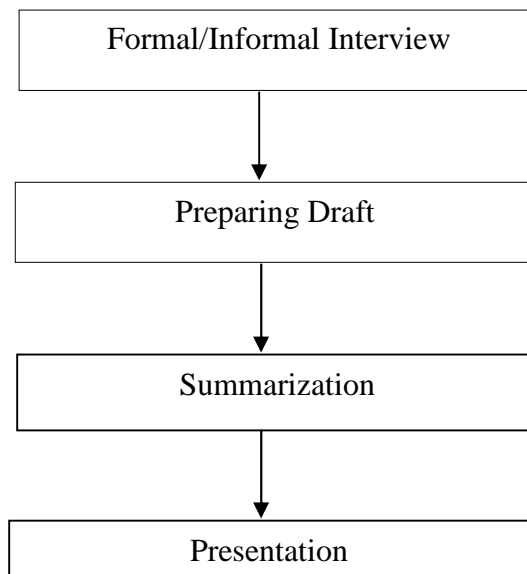 Formal/Informal Interview
Preparing Draft
Summarization
Presentation